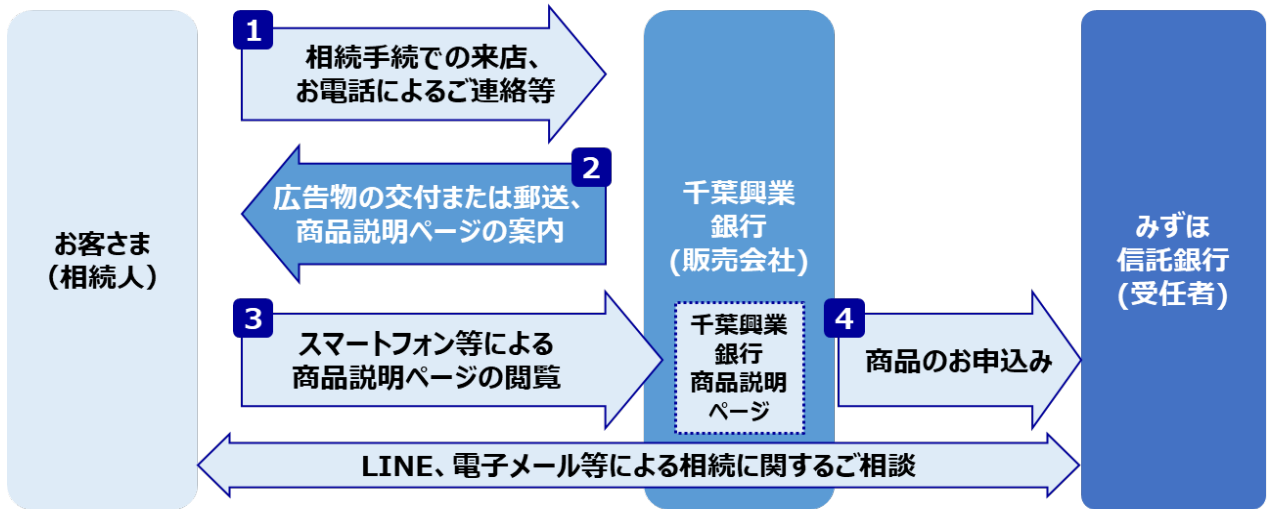 お客さま
（相続人）
1
相続手続での来店、
お電話によるご連絡等
2
広告物の交付または郵送、
商品説明ページの案内
3
スマートフォン等による
商品説明ページの閲覧
千葉興業
銀行
(販売会社)
千葉興業
銀行
商品説明
ページ
4
商品のお申込み
みずほ
信託銀行
(受任者)
LINE、電子メール等による相続に関するご相談